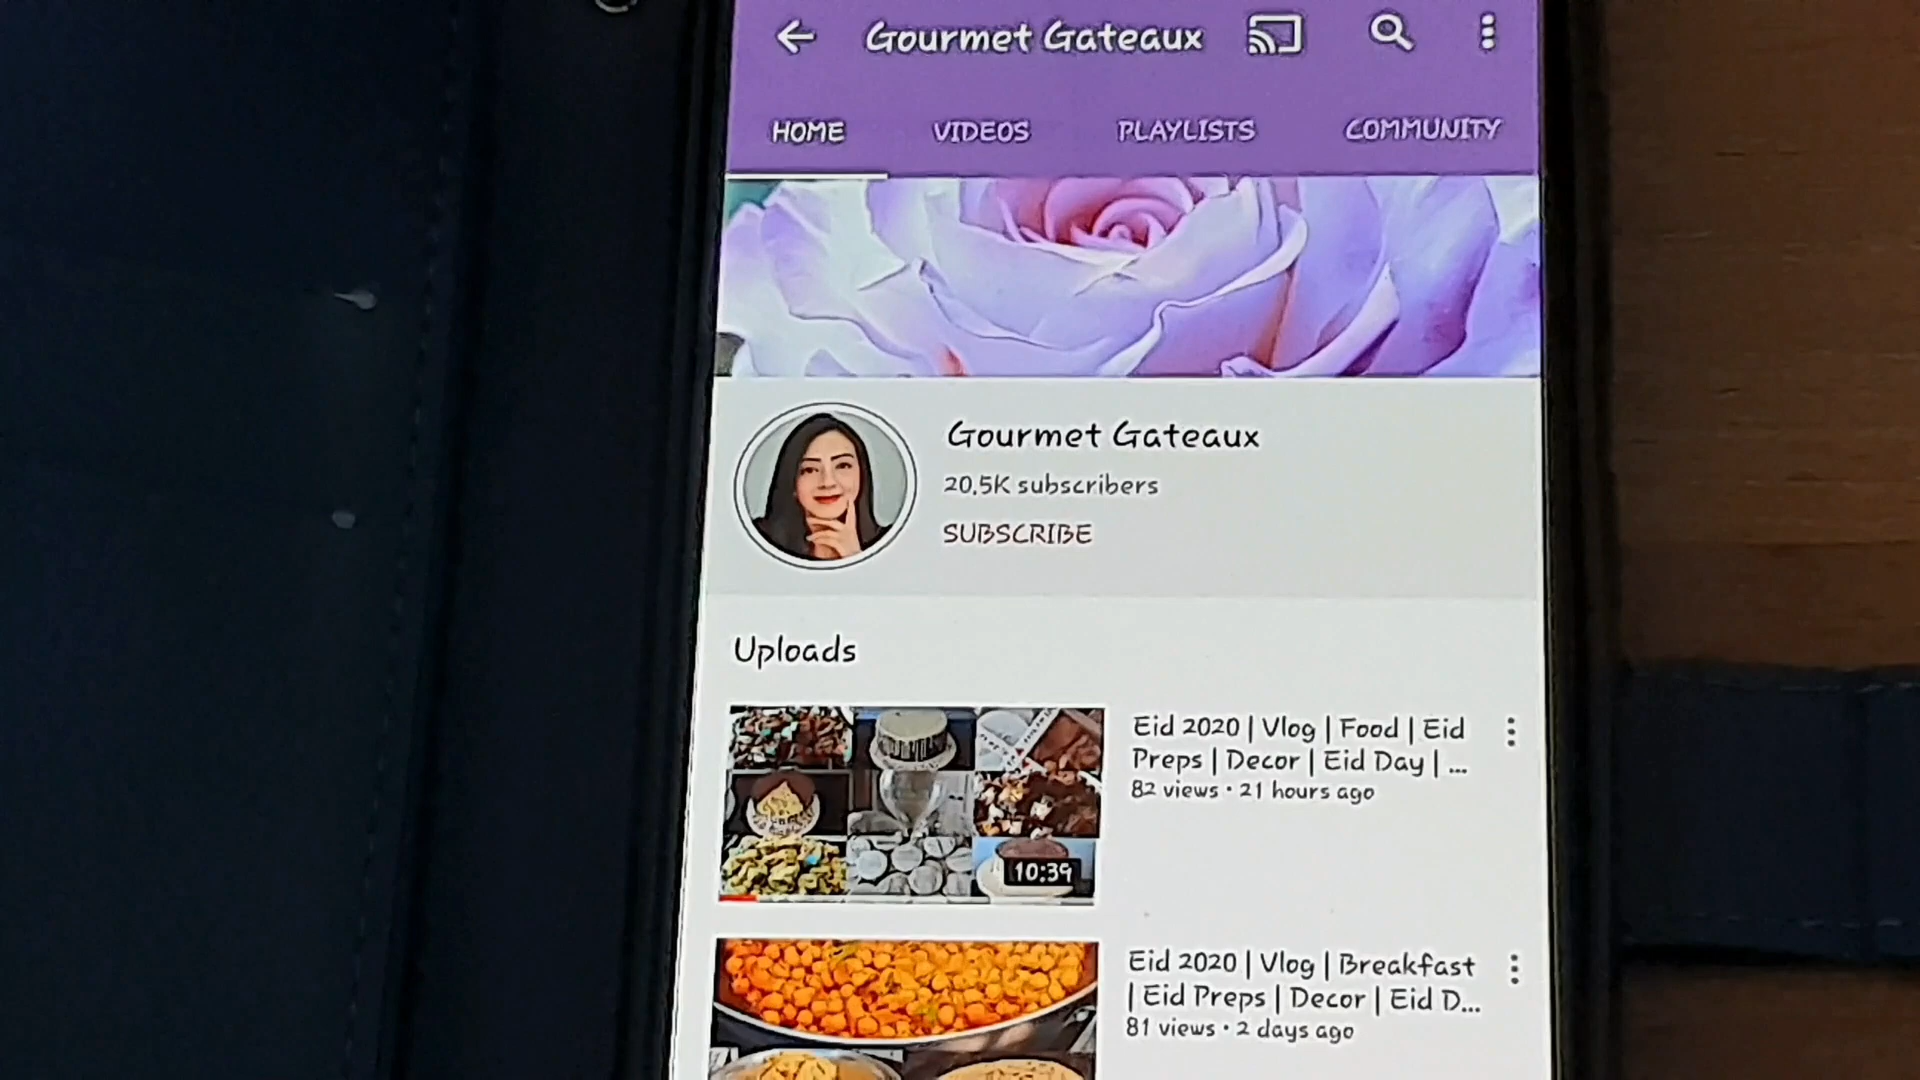 Gourmet Gateaux
HOME VIDEOS PLAYLISTS COMMUNITY
Gourmet Gateaux
20.5K subscribers
SUBSCRIBE
Uploads
Eid 2020 | Vlog | Food | Eid
Preps | Decor | Eid Day | ...
82 views • 21 hours ago
10:39
Eid 2020 | Vlog | Breakfast
| Eid Preps | Decor | Eid D...
81 views • 2 days ago